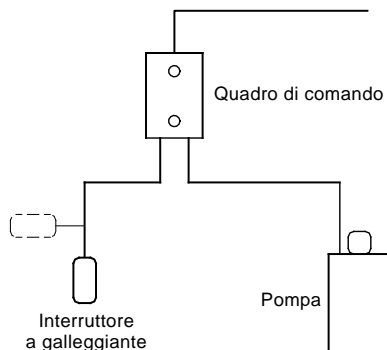 Quadro di comando
Pompa
Interruttore
a galleggiante